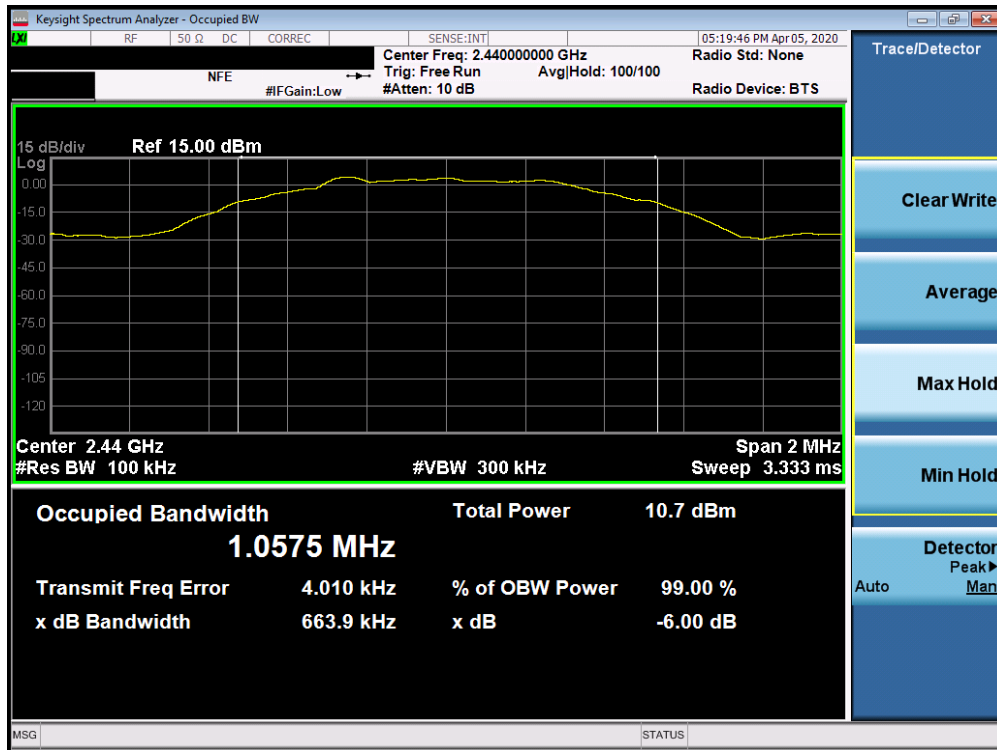 Keysight Spectrum Analyzer - Occupied BW
LXI RF 50 Ω DC CORREC SENSE:INT 05:19:46 PM Apr 05, 2020
Center Freq: 2.440000000 GHz Radio Std: None
NFE Trig: Free Run Avg|Hold: 100/100
#IFGain:Low #Atten: 10 dB Radio Device: BTS
15 dB/div Ref 15.00 dBm
Log
0.00
-15.0
-30.0
-45.0
-60.0
-75.0
-90.0
-105
-120
Center 2.44 GHz Span 2 MHz
#Res BW 100 kHz #VBW 300 kHz Sweep 3.333 ms
Occupied Bandwidth Total Power 10.7 dBm
1.0575 MHz
Transmit Freq Error 4.010 kHz % of OBW Power 99.00 %
x dB Bandwidth 663.9 kHz x dB -6.00 dB
MSG STATUS
Trace/Detector
Clear Write
Average
Max Hold
Min Hold
Detector
Peak▶
Auto Man